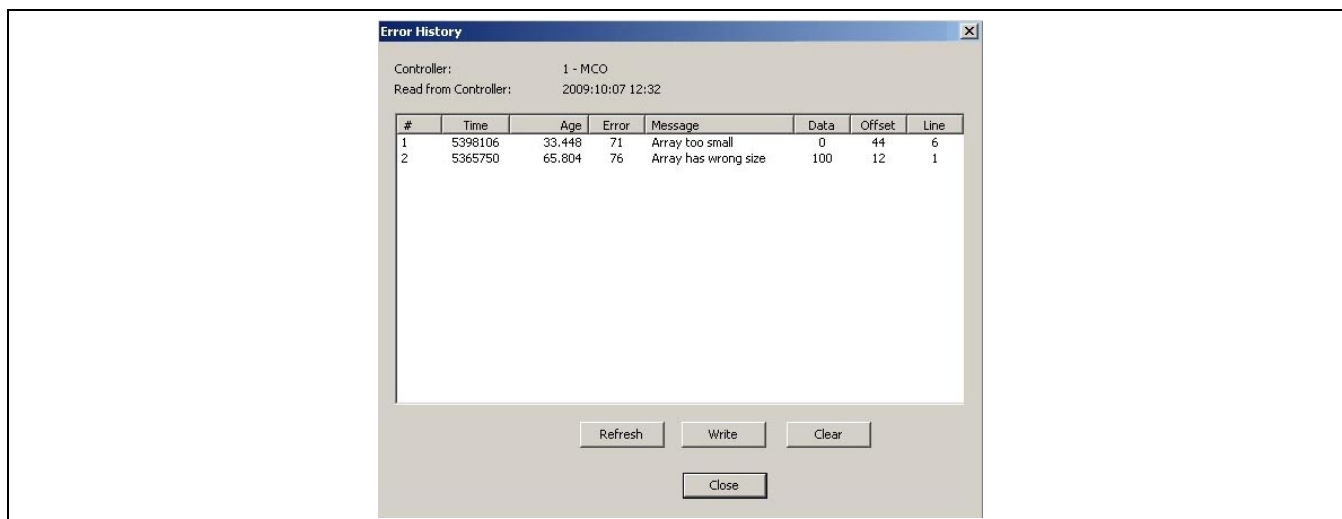 Error History
Controller: 1 - MCO
Read from Controller: 2009:10:07 12:32
# Time Age Error Message Data Offset Line
1 5398106 33.448 71 Array too small 0 44 6
2 5365750 65.804 76 Array has wrong size 100 12 1
Refresh Write Clear
Close